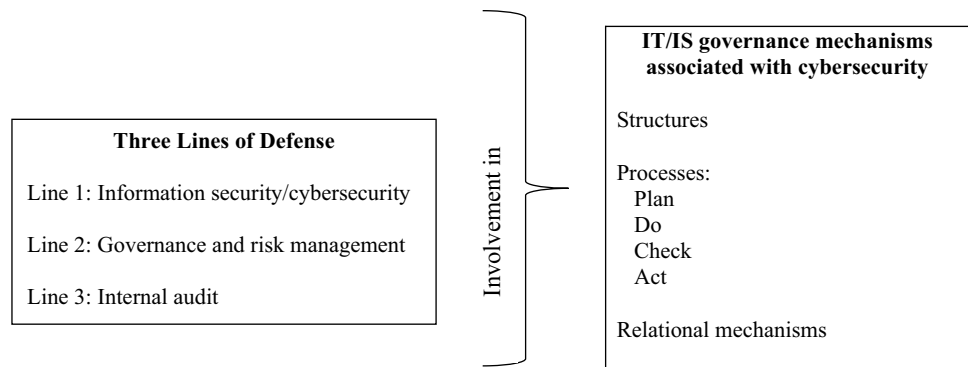 Three Lines of Defense
Line 1: Information security/cybersecurity
Line 2: Governance and risk management
Line 3: Internal audit
Involvement in
IT/IS governance mechanisms
associated with cybersecurity
Structures
Processes:
Plan
Do
Check
Act
Relational mechanisms